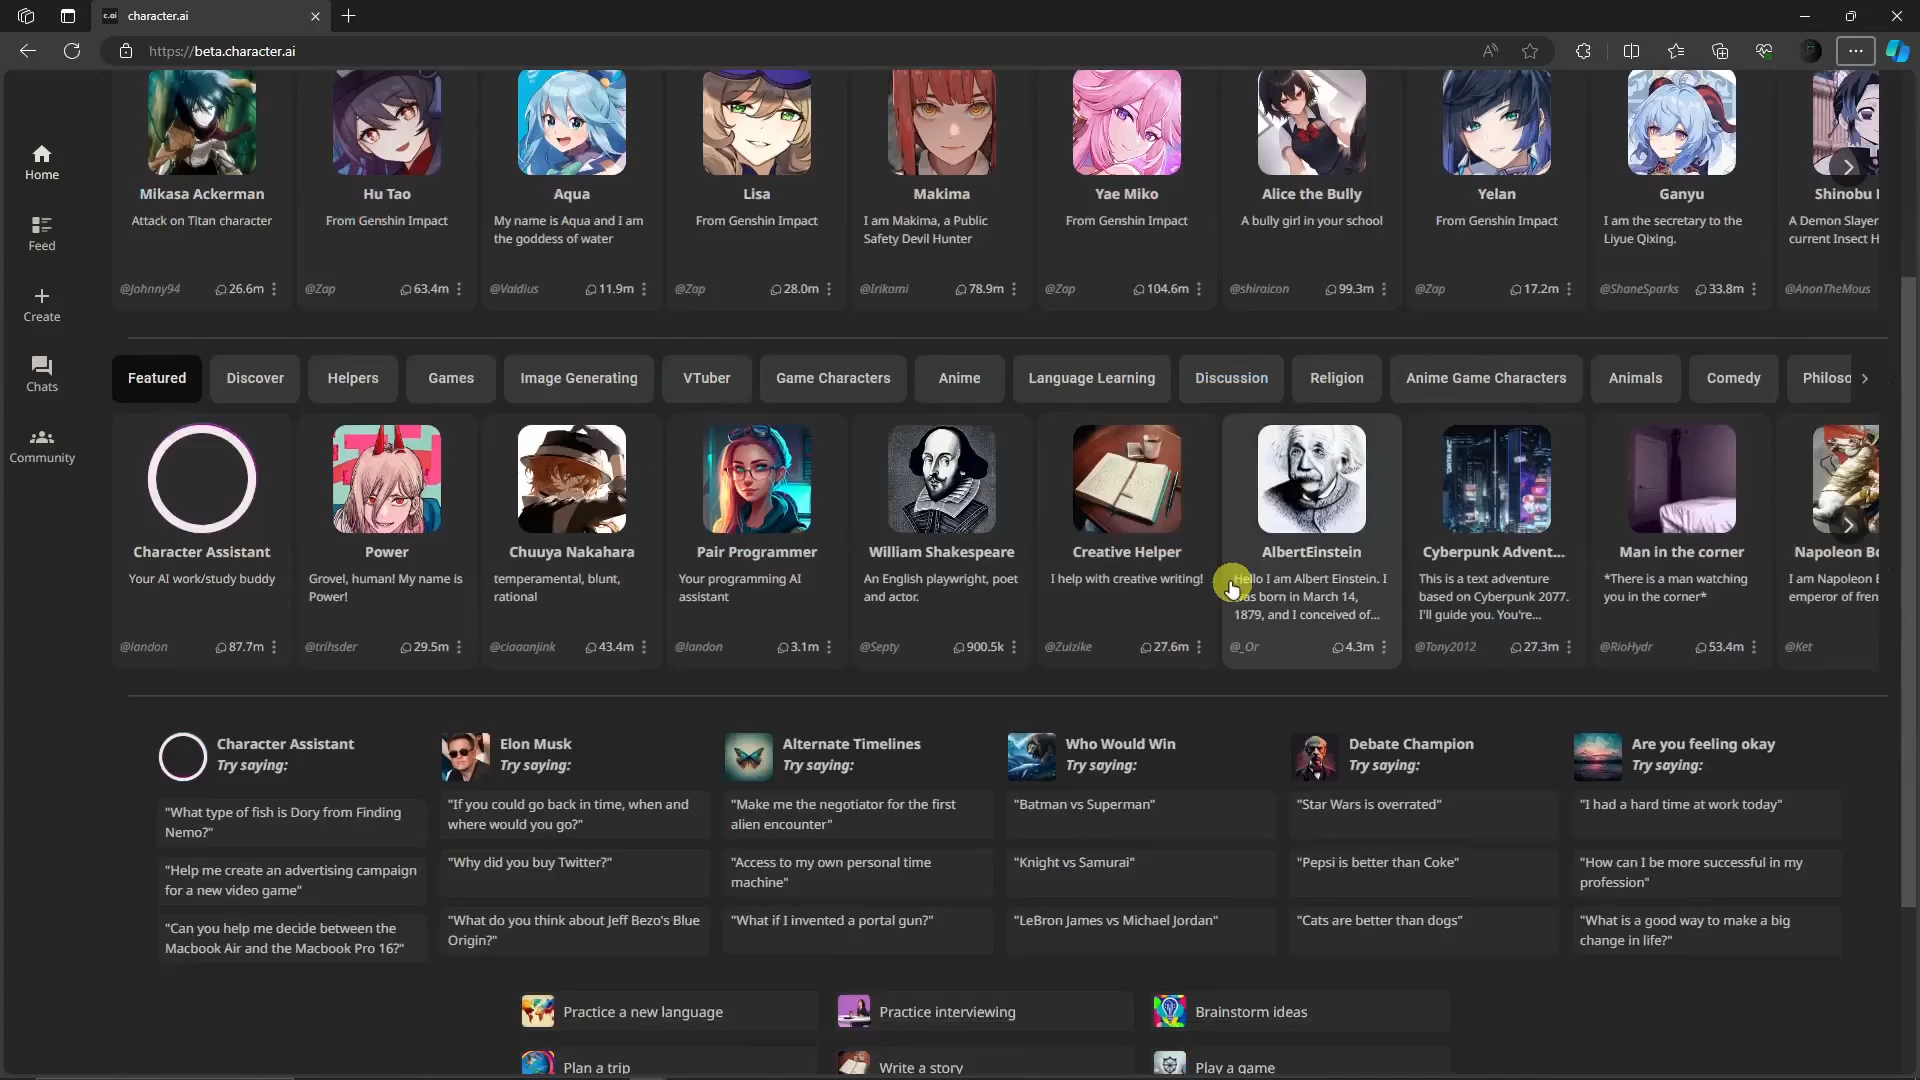 character.ai
https://beta.character.ai
Home
Feed
Create
Chats
Community
Mikasa Ackerman
Attack on Titan character
@Johnny94 26.6m
Hu Tao
From Genshin Impact
@Zap 63.4m
Aqua
My name is Aqua and I am
the goddess of water
@Valdius 11.9m
Lisa
From Genshin Impact
@Zap 28.0m
Makima
I am Makima, a Public
Safety Devil Hunter
@Irikami 78.9m
Yae Miko
From Genshin Impact
@Zap 104.6m
Alice the Bully
A bully girl in your school
@shiraicon 99.3m
Yelan
From Genshin Impact
@Zap 17.2m
Ganyu
I am the secretary to the
Liyue Qixing.
@ShaneSparks 33.8m
Shinobu
A Demon Slayer
current Insect H
@AnonTheMous
Featured
Discover
Helpers
Games
Image Generating
VTuber
Game Characters
Anime
Language Learning
Discussion
Religion
Anime Game Characters
Animals
Comedy
Philoso
Character Assistant
Your AI work/study buddy
@landon 87.7m
Power
Grovel, human! My name is
Power!
@trihsder 29.5m
Chuuya Nakahara
temperamental, blunt,
rational
@ciaaanjink 43.4m
Pair Programmer
Your programming AI
assistant
@landon 3.1m
William Shakespeare
An English playwright, poet
and actor.
@Septy 900.5k
Creative Helper
I help with creative writing!
@Zuizike 27.6m
AlbertEinstein
Hello I am Albert Einstein. I
was born in March 14,
1879, and I conceived of...
@_Or 4.3m
Cyberpunk Advent...
This is a text adventure
based on Cyberpunk 2077.
I'll guide you. You're...
@Tony2012 27.3m
Man in the corner
*There is a man watching
you in the corner*
@RioHydr 53.4m
Napoleon Bo
I am Napoleon
emperor of fren
@Ket
Character Assistant
Try saying:
"What type of fish is Dory from Finding
Nemo?"
"Help me create an advertising campaign
for a new video game"
"Can you help me decide between the
Macbook Air and the Macbook Pro 16?"
Elon Musk
Try saying:
"If you could go back in time, when and
where would you go?"
"Why did you buy Twitter?"
"What do you think about Jeff Bezo's Blue
Origin?"
Alternate Timelines
Try saying:
"Make me the negotiator for the first
alien encounter"
"Access to my own personal time
machine"
"What if I invented a portal gun?"
Who Would Win
Try saying:
"Batman vs Superman"
"Knight vs Samurai"
"LeBron James vs Michael Jordan"
Debate Champion
Try saying:
"Star Wars is overrated"
"Pepsi is better than Coke"
"Cats are better than dogs"
Are you feeling okay
Try saying:
"I had a hard time at work today"
"How can I be more successful in my
profession"
"What is a good way to make a big
change in life?"
Practice a new language
Practice interviewing
Brainstorm ideas
Plan a trip
Write a story
Play a game